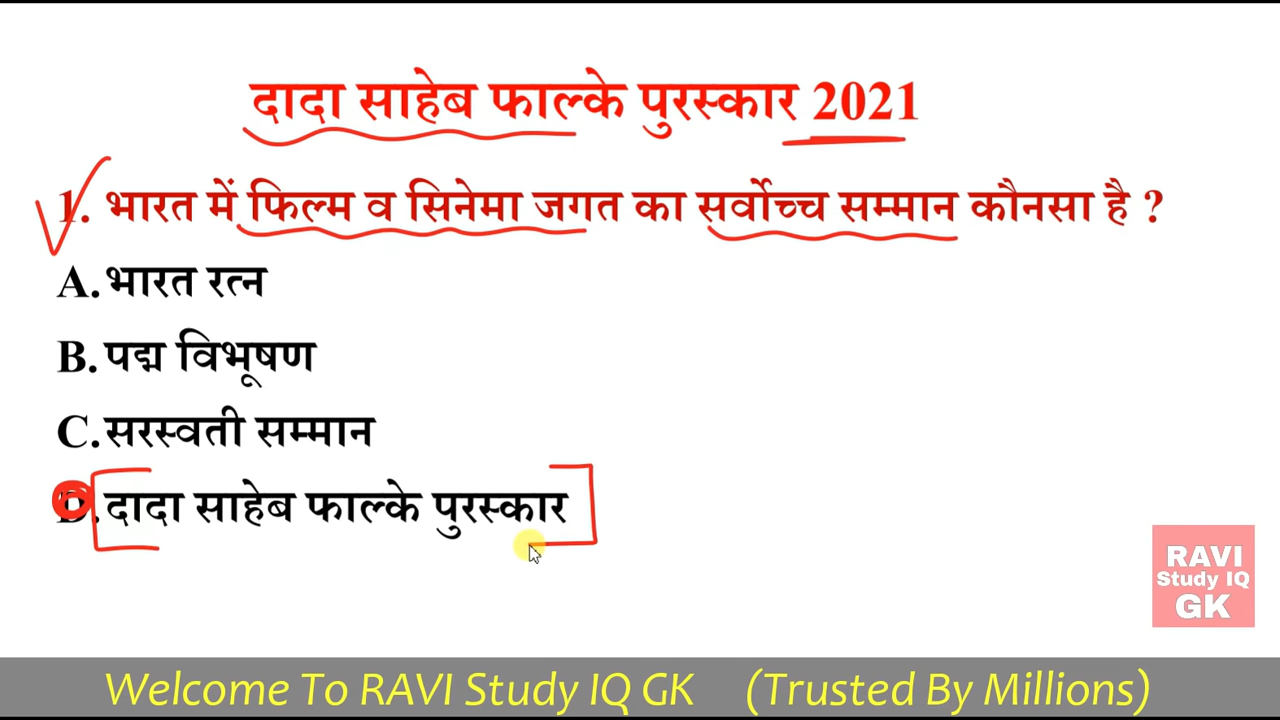 दादा साहेब फाल्के पुरस्कार 2021
1. भारत में फिल्म व सिनेमा जगत का सर्वोच्च सम्मान कौनसा है ?
A. भारत रत्न
B. पद्म विभूषण
C. सरस्वती सम्मान
D. दादा साहेब फाल्के पुरस्कार
RAVI
Study IQ
GK
Welcome To RAVI Study IQ GK (Trusted By Millions)